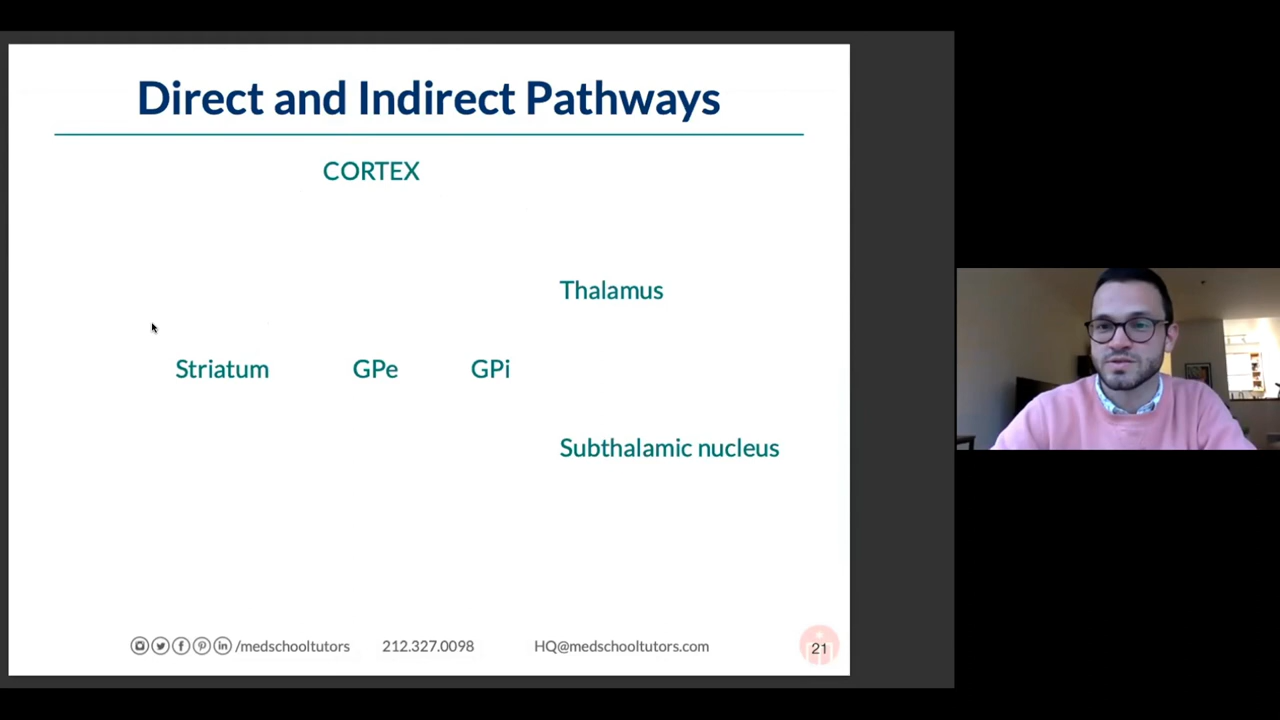 Direct and Indirect Pathways
CORTEX
Thalamus
Striatum GPe GPi
Subthalamic nucleus
/medschooltutors 212.327.0098 HQ@medschooltutors.com 21